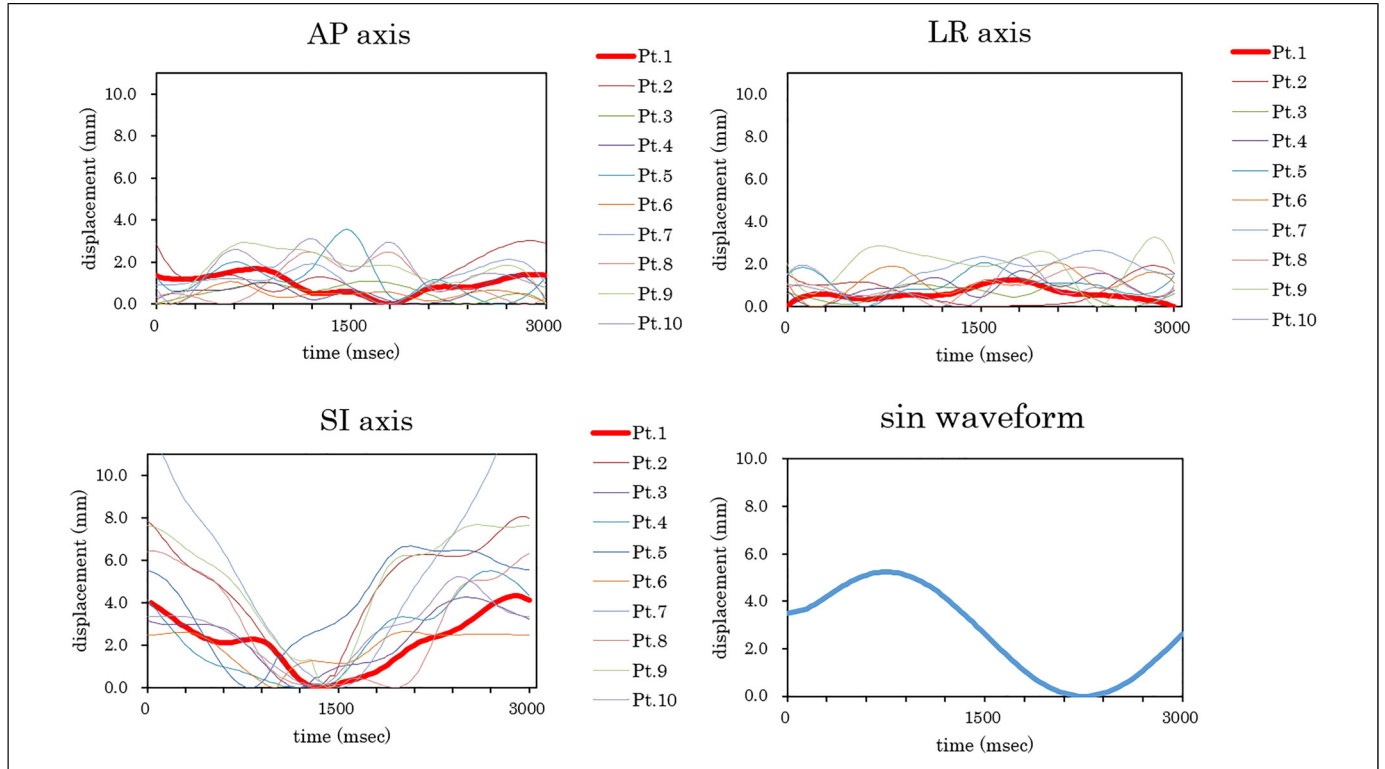 AP axis
displacement (mm)
10.0
8.0
6.0
4.0
2.0
0.0
0
1500
3000
time (msec)
Pt.1
Pt.2
Pt.3
Pt.4
Pt.5
Pt.6
Pt.7
Pt.8
Pt.9
Pt.10
LR axis
displacement (mm)
10.0
8.0
6.0
4.0
2.0
0.0
0
1500
3000
time (msec)
Pt.1
Pt.2
Pt.3
Pt.4
Pt.5
Pt.6
Pt.7
Pt.8
Pt.9
Pt.10
SI axis
displacement (mm)
10.0
8.0
6.0
4.0
2.0
0.0
0
1500
3000
time (msec)
Pt.1
Pt.2
Pt.3
Pt.4
Pt.5
Pt.6
Pt.7
Pt.8
Pt.9
Pt.10
sin waveform
displacement (mm)
10.0
8.0
6.0
4.0
2.0
0.0
0
1500
3000
time (msec)